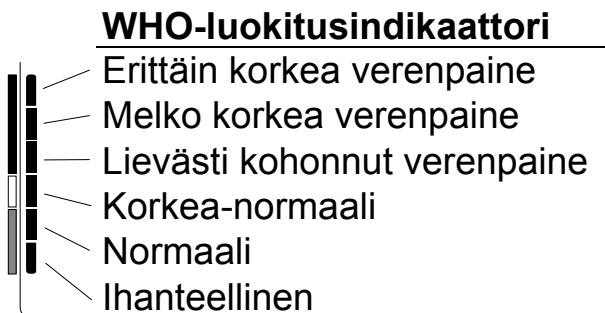 WHO-luokitusindikaattori
Erittäin korkea verenpaine
Melko korkea verenpaine
Lievästi kohonnut verenpaine
Korkea-normaali
Normaali
Ihanteellinen